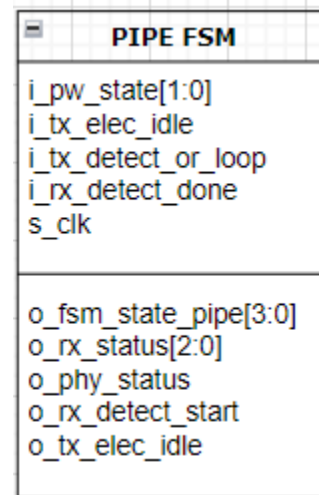 PIPE FSM
i_pw_state[1:0]
i_tx_elec_idle
i_tx_detect_or_loop
i_rx_detect_done
s_clk
o_fsm_state_pipe[3:0]
o_rx_status[2:0]
o_phy_status
o_rx_detect_start
o_tx_elec_idle